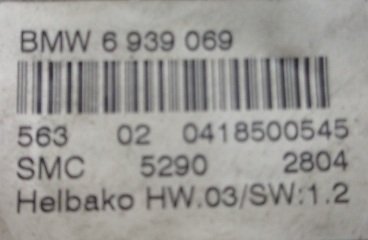 BMW 6 939 069
563 02 0418500545
SMC 5290 2804
Helbako HW.03/SW:1.2